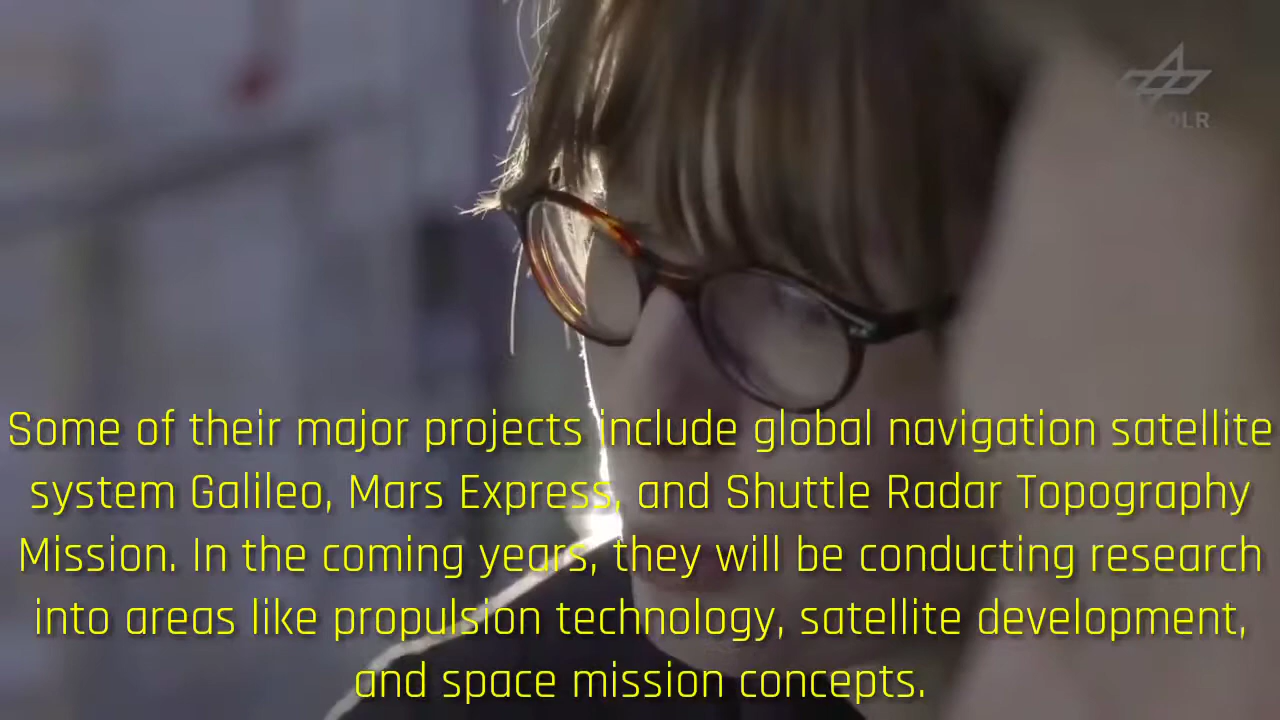 DLR
Some of their major projects include global navigation satellite
system Galileo, Mars Express, and Shuttle Radar Topography
Mission. In the coming years, they will be conducting research
into areas like propulsion technology, satellite development,
and space mission concepts.